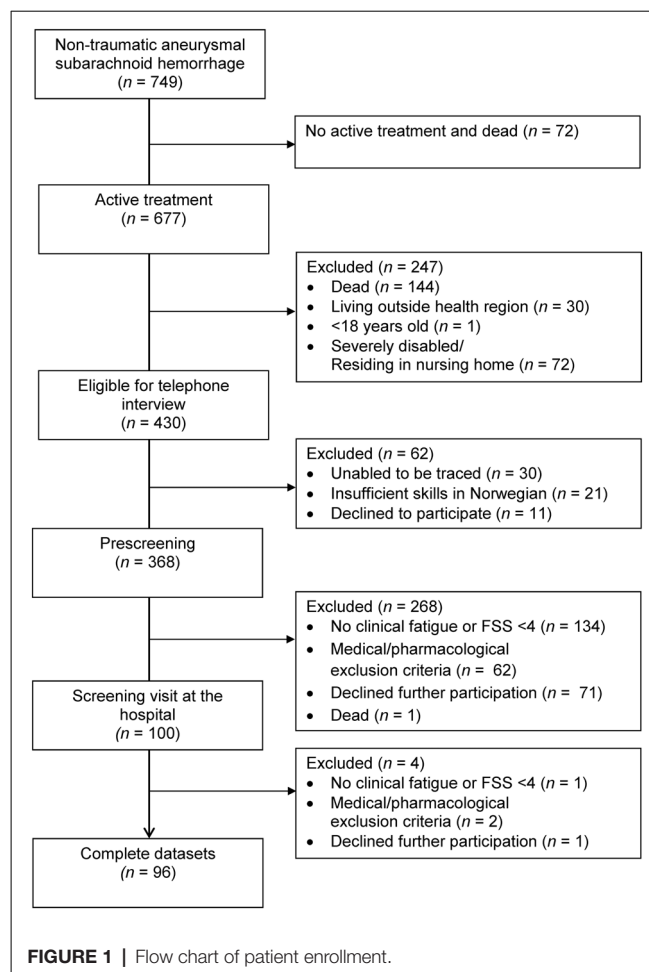 Non-traumatic aneurysmal
subarachnoid hemorrhage
(n = 749)
No active treatment and dead (n = 72)
Active treatment
(n = 677)
Excluded (n = 247)
• Dead (n = 144)
• Living outside health region (n = 30)
• <18 years old (n = 1)
• Severely disabled/
Residing in nursing home (n = 72)
Eligible for telephone
interview
(n = 430)
Excluded (n = 62)
• Unabled to be traced (n = 30)
• Insufficient skills in Norwegian (n = 21)
• Declined to participate (n = 11)
Prescreening
(n = 368)
Excluded (n = 268)
• No clinical fatigue or FSS <4 (n = 134)
• Medical/pharmacological
exclusion criteria (n = 62)
• Declined further participation (n = 71)
• Dead (n = 1)
Screening visit at the
hospital
(n = 100)
Excluded (n = 4)
• No clinical fatigue or FSS <4 (n = 1)
• Medical/pharmacological
exclusion criteria (n = 2)
• Declined further participation (n = 1)
Complete datasets
(n = 96)
FIGURE 1 | Flow chart of patient enrollment.